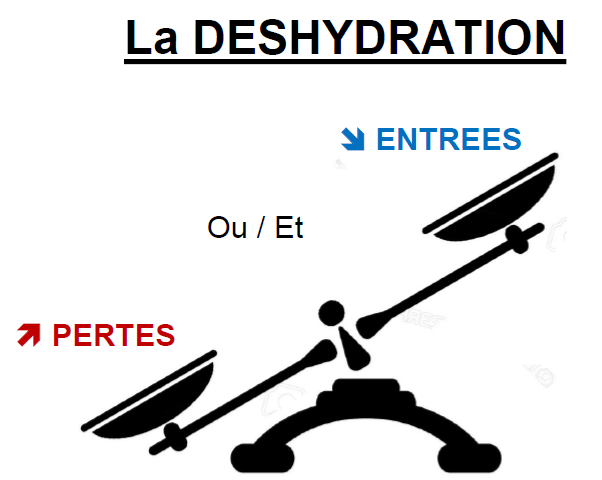 La DESHYDRATION
ENTREES
Ou / Et
PERTES